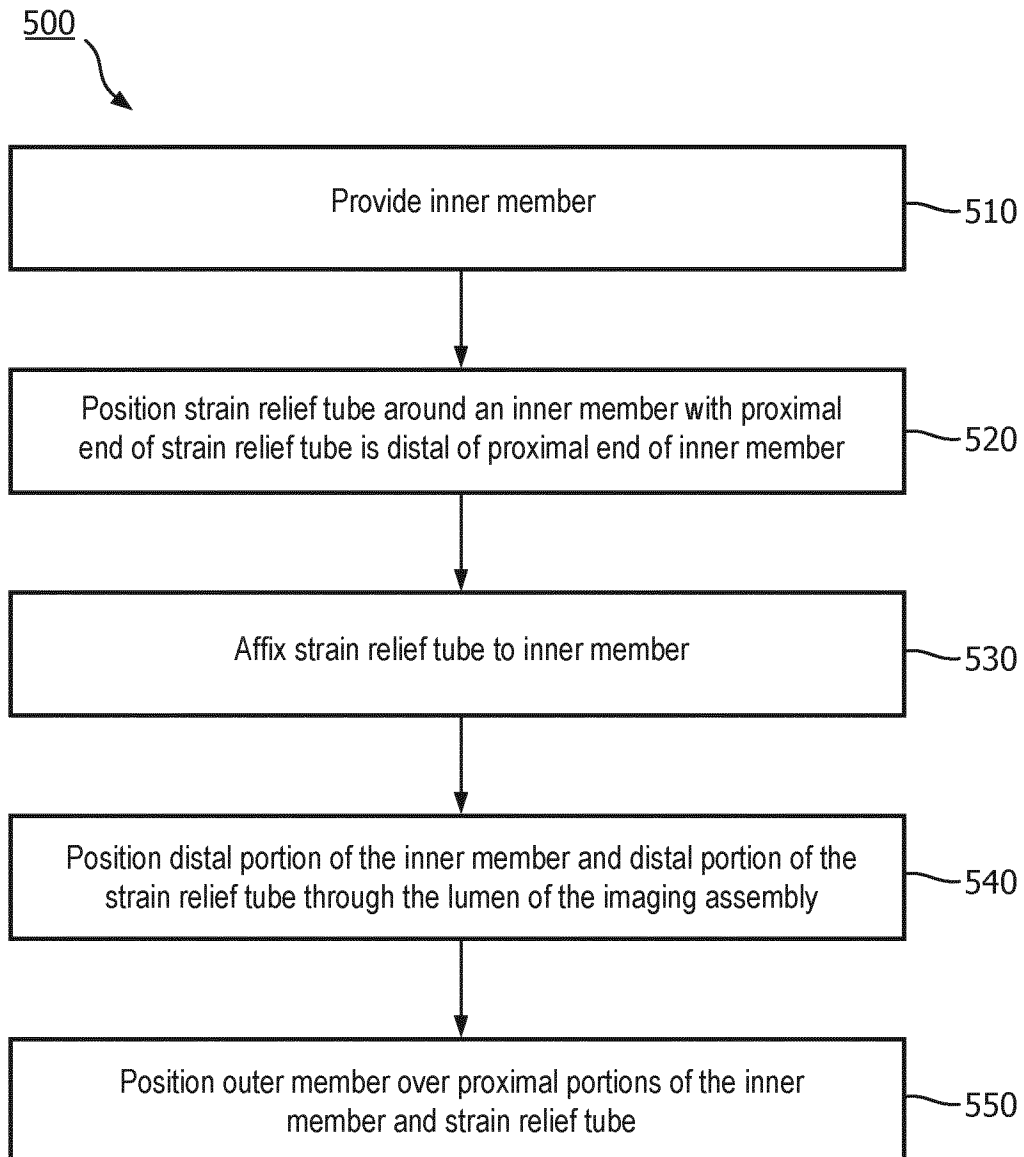 500
Provide inner member
510
Position strain relief tube around an inner member with proximal
end of strain relief tube is distal of proximal end of inner member
520
Affix strain relief tube to inner member
530
Position distal portion of the inner member and distal portion of the
strain relief tube through the lumen of the imaging assembly
540
Position outer member over proximal portions of the inner
member and strain relief tube
550